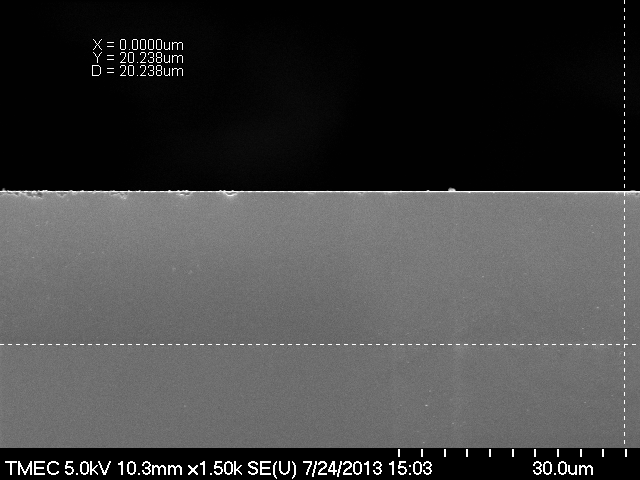 X = 0.0000um
Y = 20.238um
D = 20.238um
TMEC 5.0kV 10.3mm x1.50k SE(U) 7/24/2013 15:03 30.0um